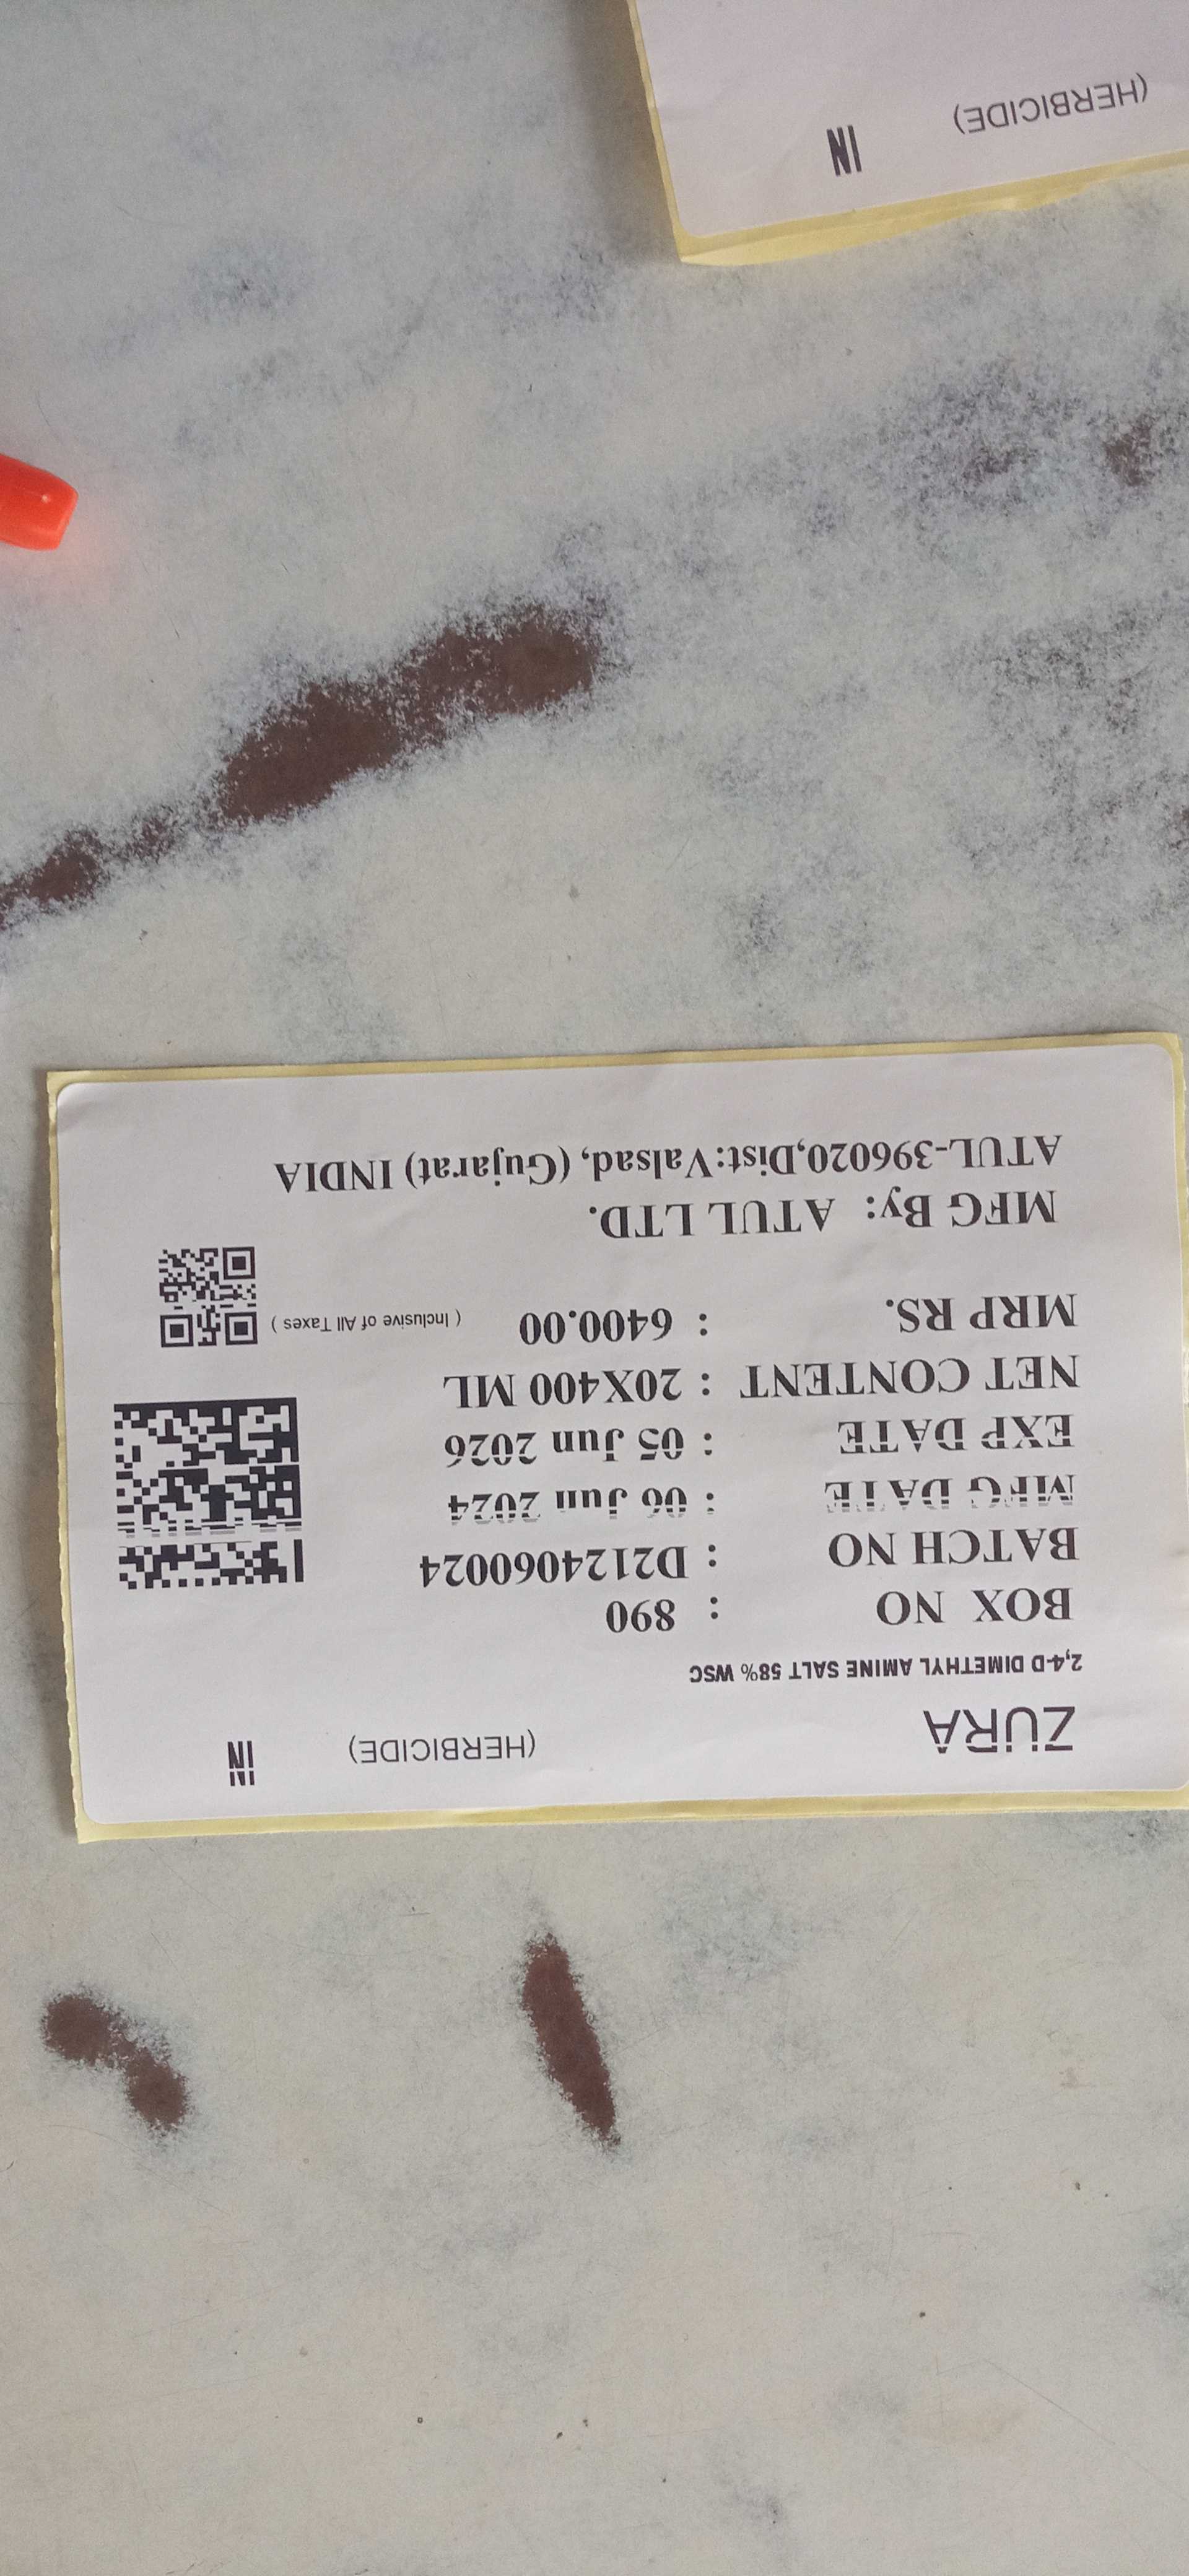 ZURA (HERBICIDE) IN
2,4-D DIMETHYL AMINE SALT 58% WSC
BOX NO : 890
BATCH NO : D2124060024
MFG DATE : 06 Jun 2024
EXP DATE : 05 Jun 2026
NET CONTENT : 20X400 ML
MRP RS. : 6400.00 ( Inclusive of All Taxes )
MFG By: ATUL LTD.
ATUL-396020,Dist:Valsad, (Gujarat) INDIA
(HERBICIDE) IN